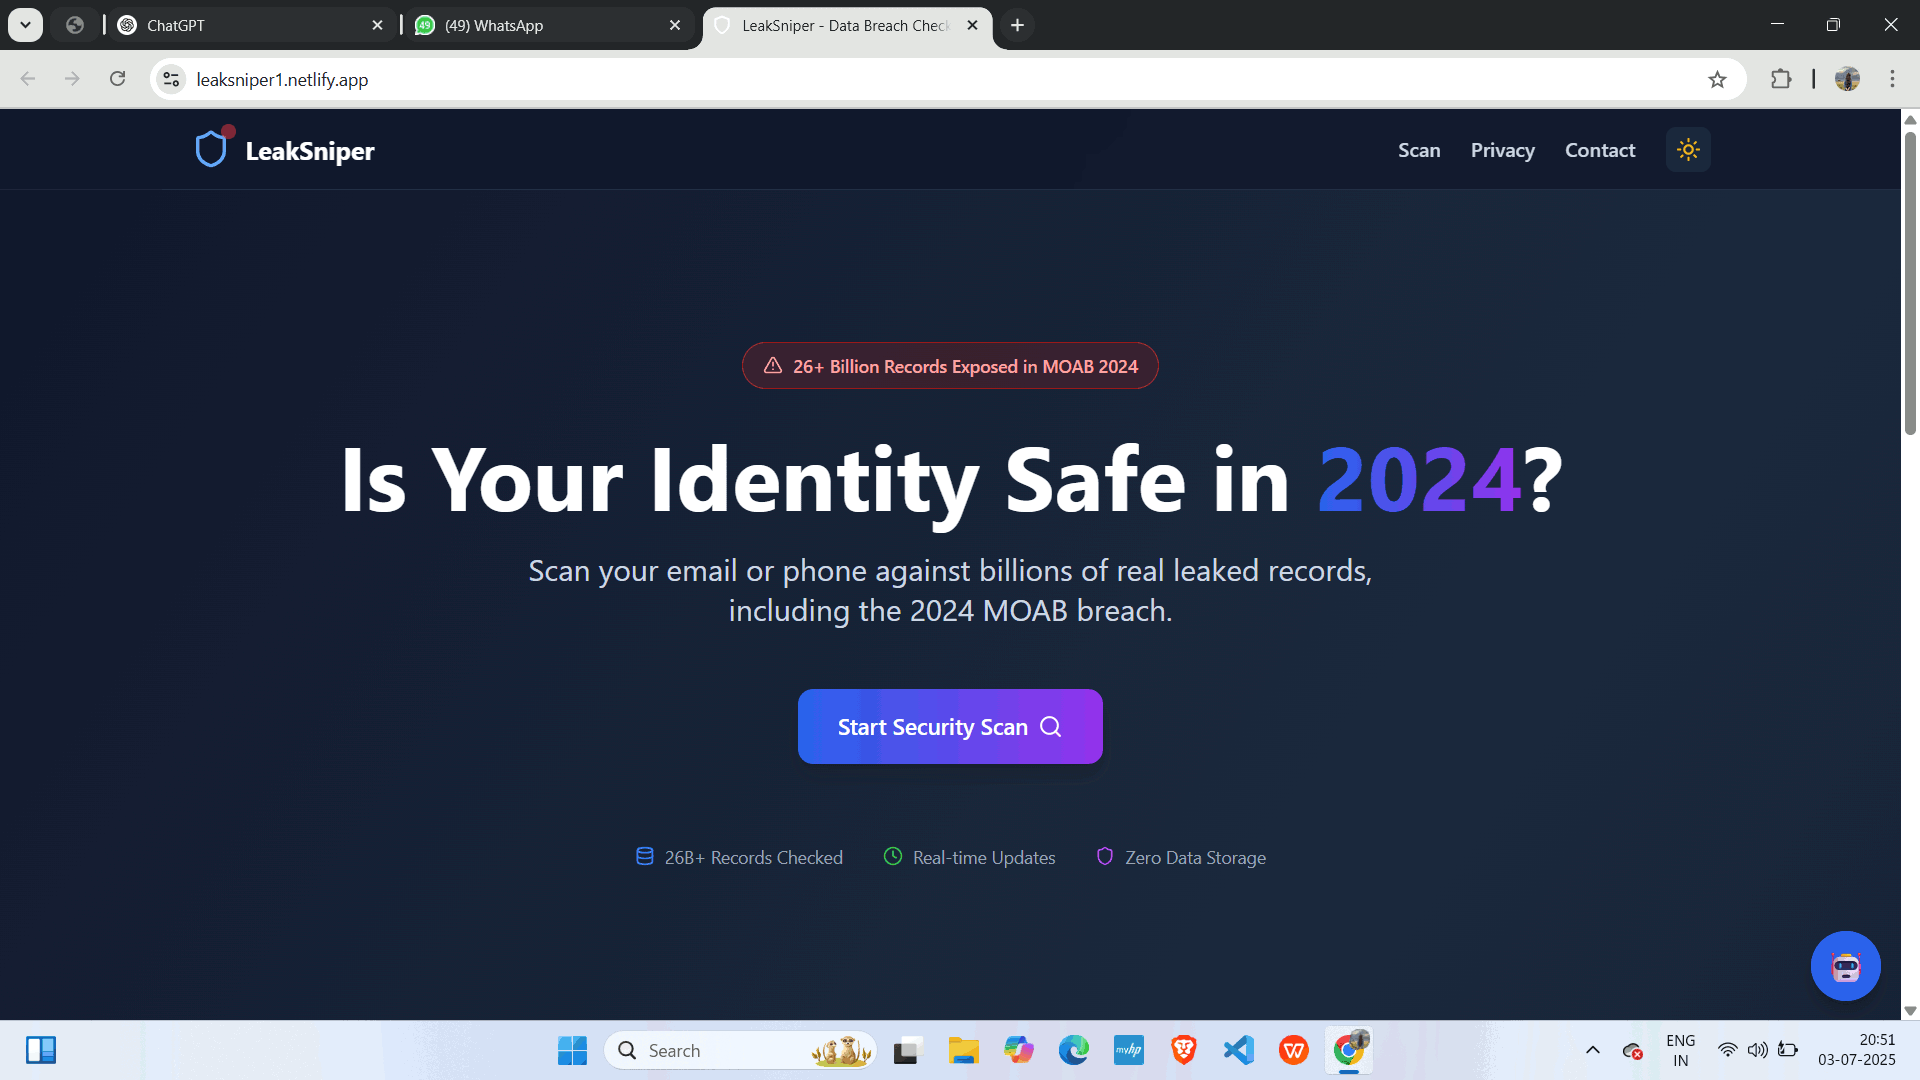 ChatGPT
49
(49) WhatsApp
LeakSniper - Data Breach Chec
leaksniper1.netlify.app
LeakSniper
Scan
Privacy
Contact
26+ Billion Records Exposed in MOAB 2024
Is Your Identity Safe in 2024?
Scan your email or phone against billions of real leaked records,
including the 2024 MOAB breach.
Start Security Scan
26B+ Records Checked
Real-time Updates
Zero Data Storage
Search
myhp
W
ENG
IN
20:51
03-07-2025